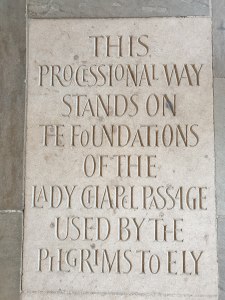 THIS
PROCESSIONAL WAY
STANDS ON
THE FOUNDATIONS
OF THE
LADY CHAPEL PASSAGE
USED BY THE
PILGRIMS TO ELY